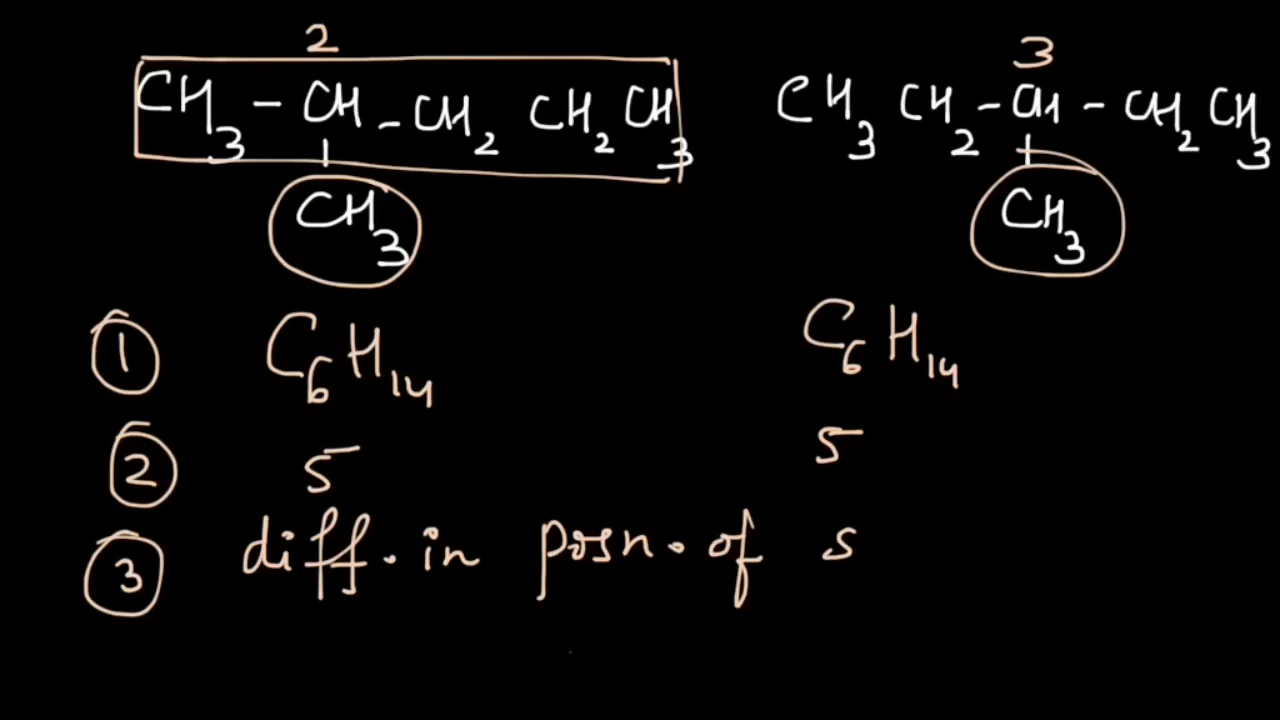 2 3
CH3 - CH - CH2 CH2 CH3 CH3 CH2 - CH - CH2 CH3
CH3 CH3
1 C6H14 C6H14
2 5 5
3 diff. in posn. of s